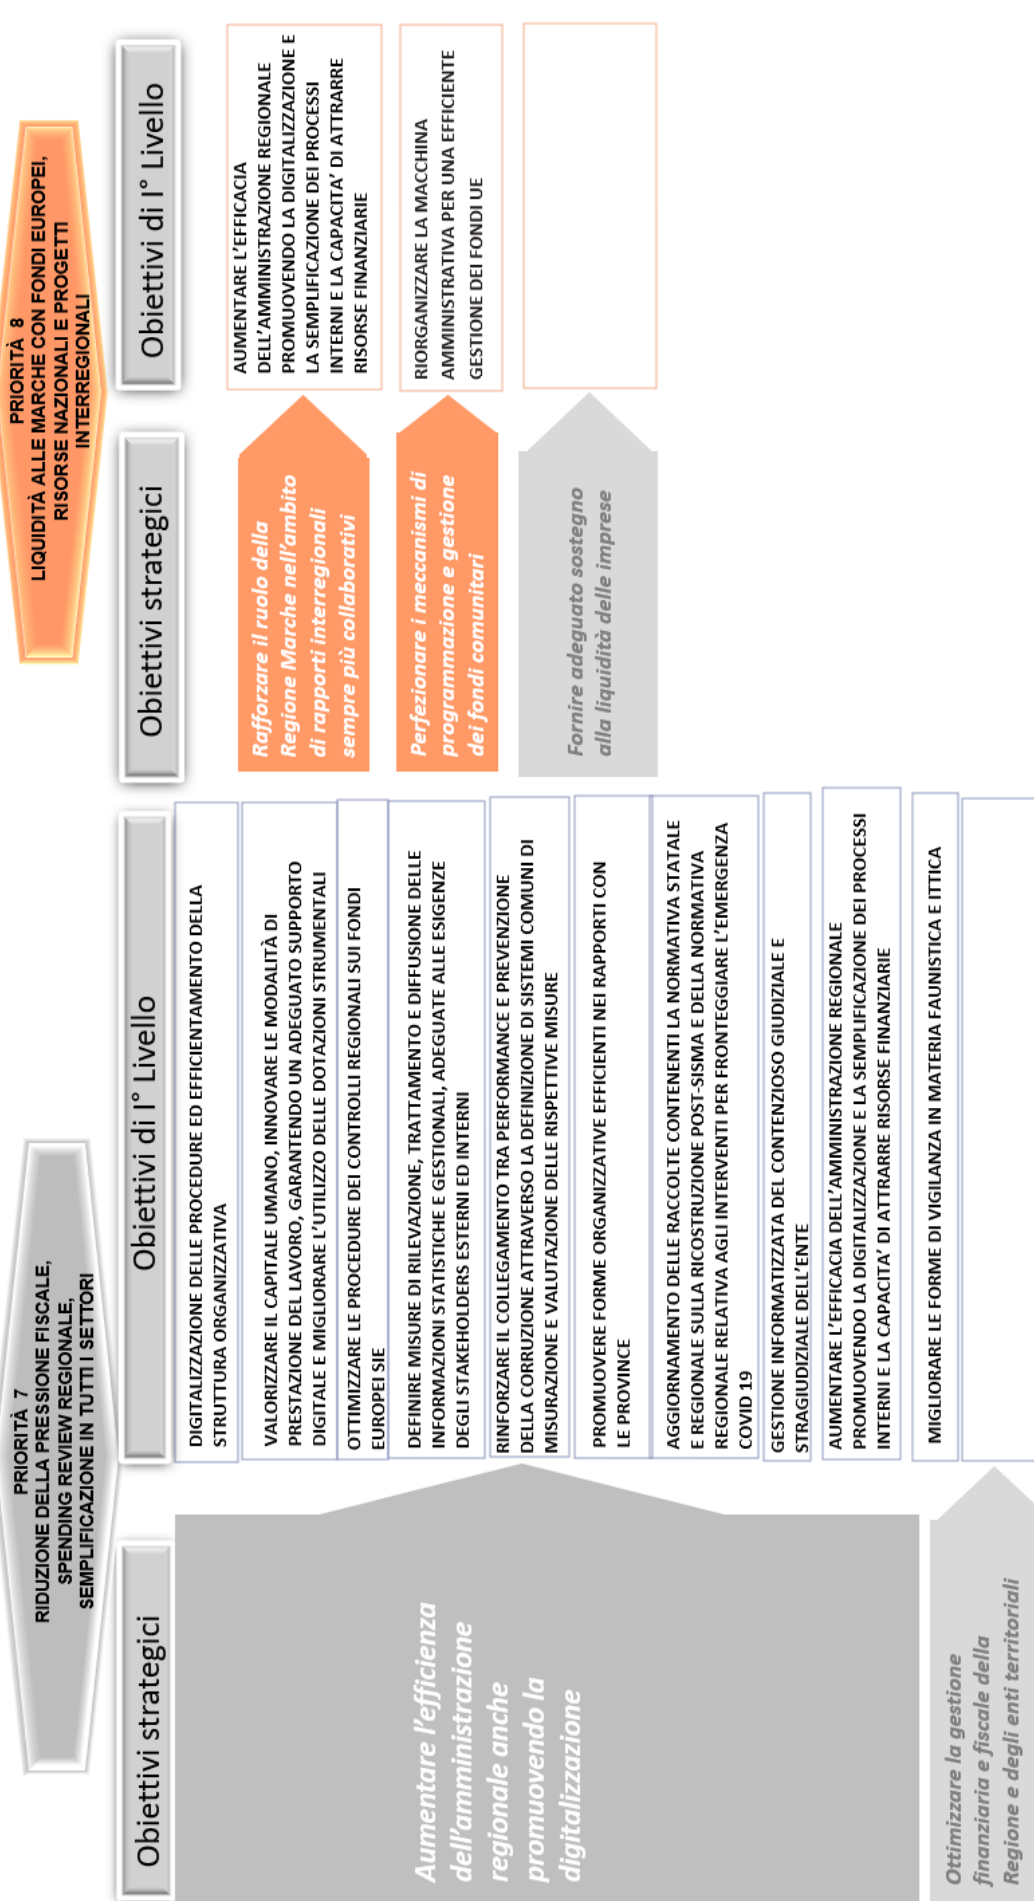 PRIORITÀ 7
RIDUZIONE DELLA PRESSIONE FISCALE,
SPENDING REVIEW REGIONALE,
SEMPLIFICAZIONE IN TUTTI I SETTORI
Obiettivi strategici
Obiettivi di I° Livello
Aumentare l'efficienza
dell'amministrazione
regionale anche
promuovendo la
digitalizzazione
DIGITALIZZAZIONE DELLE PROCEDURE ED EFFICIENTAMENTO DELLA
STRUTTURA ORGANIZZATIVA
VALORIZZARE IL CAPITALE UMANO, INNOVARE LE MODALITÀ DI
PRESTAZIONE DEL LAVORO, GARANTENDO UN ADEGUATO SUPPORTO
DIGITALE E MIGLIORARE L'UTILIZZO DELLE DOTAZIONI STRUMENTALI
OTTIMIZZARE LE PROCEDURE DEI CONTROLLI REGIONALI SUI FONDI
EUROPEI SIE
DEFINIRE MISURE DI RILEVAZIONE, TRATTAMENTO E DIFFUSIONE DELLE
INFORMAZIONI STATISTICHE E GESTIONALI, ADEGUATE ALLE ESIGENZE
DEGLI STAKEHOLDERS ESTERNI ED INTERNI
RINFORZARE IL COLLEGAMENTO TRA PERFORMANCE E PREVENZIONE
DELLA CORRUZIONE ATTRAVERSO LA DEFINIZIONE DI SISTEMI COMUNI DI
MISURAZIONE E VALUTAZIONE DELLE RISPETTIVE MISURE
PROMUOVERE FORME ORGANIZZATIVE EFFICIENTI NEI RAPPORTI CON
LE PROVINCE
AGGIORNAMENTO DELLE RACCOLTE CONTENENTI LA NORMATIVA STATALE
E REGIONALE SULLA RICOSTRUZIONE POST-SISMA E DELLA NORMATIVA
REGIONALE RELATIVA AGLI INTERVENTI PER FRONTEGGIARE L'EMERGENZA
COVID 19
GESTIONE INFORMATIZZATA DEL CONTENZIOSO GIUDIZIALE E
STRAGIUDIZIALE DELL'ENTE
AUMENTARE L'EFFICACIA DELL'AMMINISTRAZIONE REGIONALE
PROMUOVENDO LA DIGITALIZZAZIONE E LA SEMPLIFICAZIONE DEI PROCESSI
INTERNI E LA CAPACITA' DI ATTRARRE RISORSE FINANZIARIE
MIGLIORARE LE FORME DI VIGILANZA IN MATERIA FAUNISTICA E ITTICA
Ottimizzare la gestione
finanziaria e fiscale della
Regione e degli enti territoriali
PRIORITÀ 8
LIQUIDITÀ ALLE MARCHE CON FONDI EUROPEI,
RISORSE NAZIONALI E PROGETTI
INTERREGIONALI
Obiettivi strategici
Obiettivi di I° Livello
Rafforzare il ruolo della
Regione Marche nell'ambito
di rapporti interregionali
sempre più collaborativi
AUMENTARE L'EFFICACIA
DELL'AMMINISTRAZIONE REGIONALE
PROMUOVENDO LA DIGITALIZZAZIONE E
LA SEMPLIFICAZIONE DEI PROCESSI
INTERNI E LA CAPACITA' DI ATTRARRE
RISORSE FINANZIARIE
Perfezionare i meccanismi di
programmazione e gestione
dei fondi comunitari
RIORGANIZZARE LA MACCHINA
AMMINISTRATIVA PER UNA EFFICIENTE
GESTIONE DEI FONDI UE
Fornire adeguato sostegno
alla liquidità delle imprese